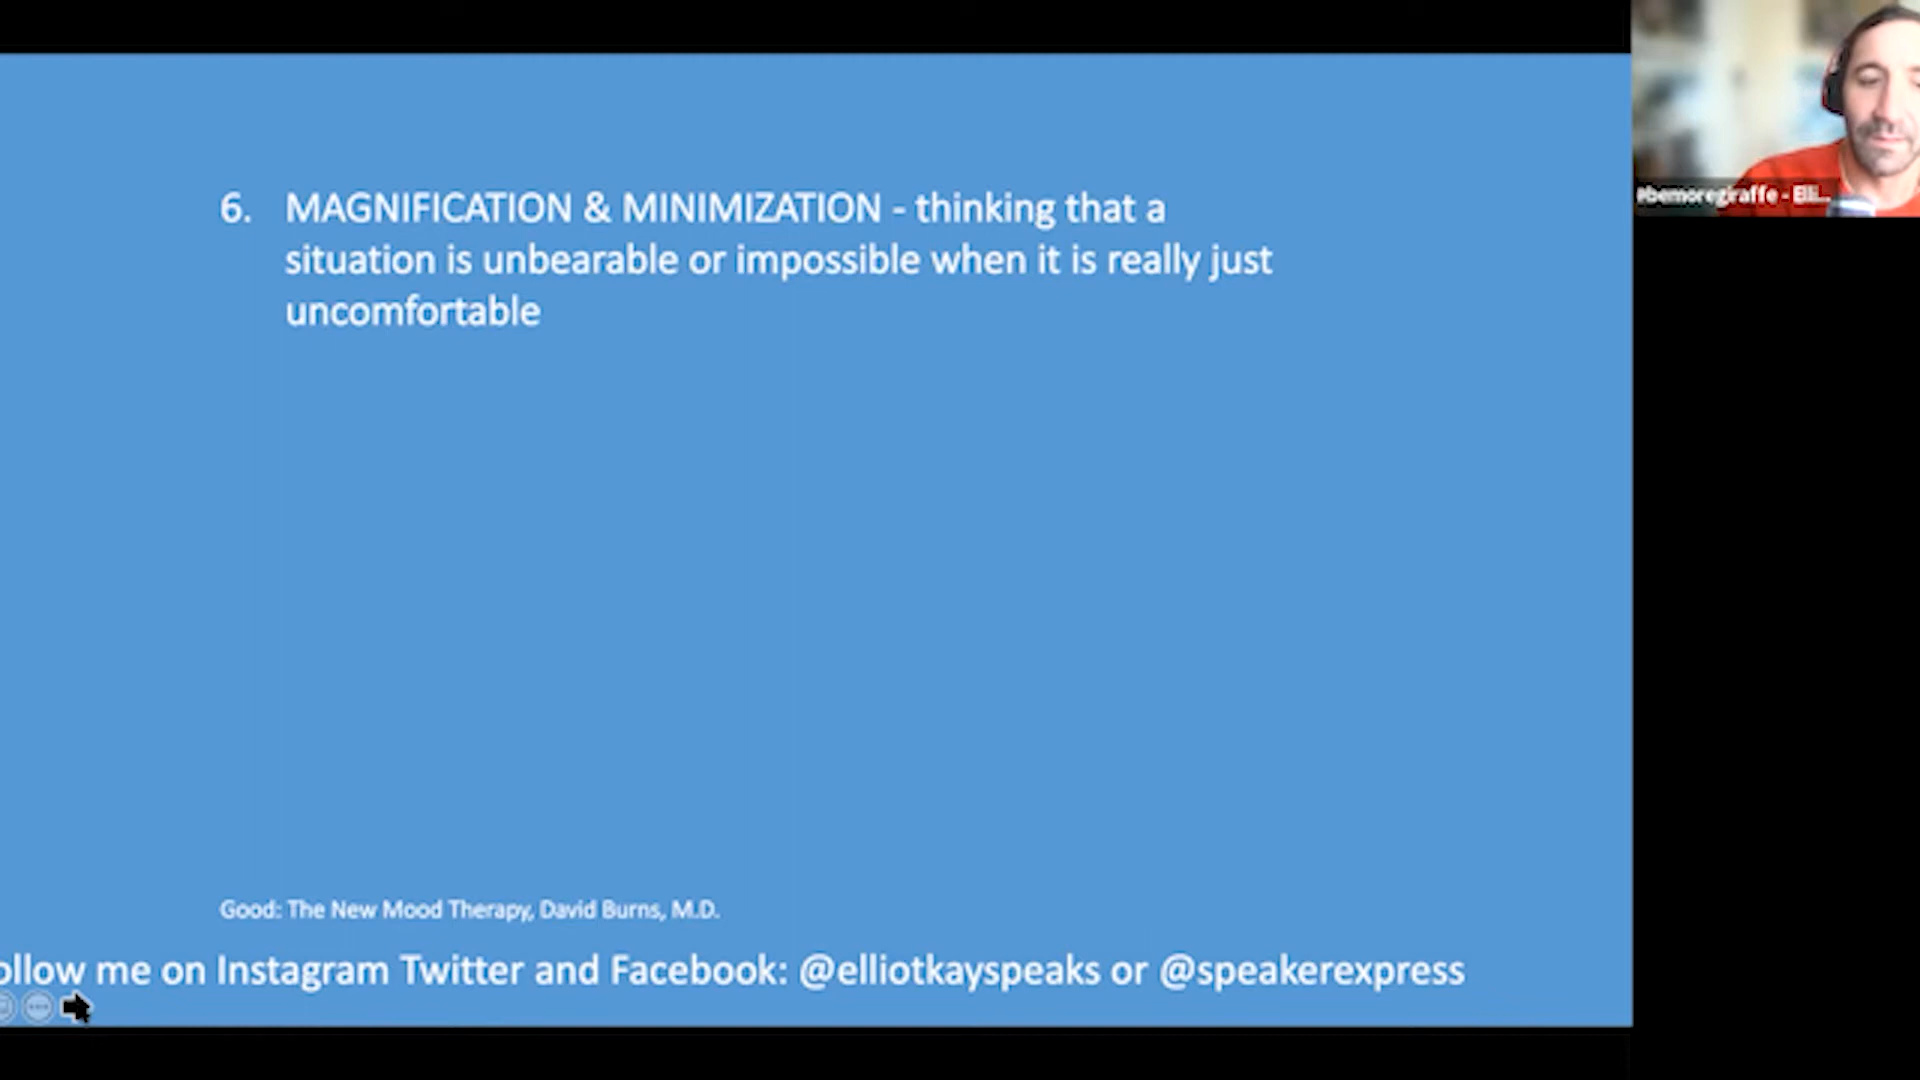 6. MAGNIFICATION & MINIMIZATION - thinking that a
situation is unbearable or impossible when it is really just
uncomfortable
#bemoregiraffe - Elli...
Good: The New Mood Therapy, David Burns, M.D.
ollow me on Instagram Twitter and Facebook: @elliotkayspeaks or @speakerexpress